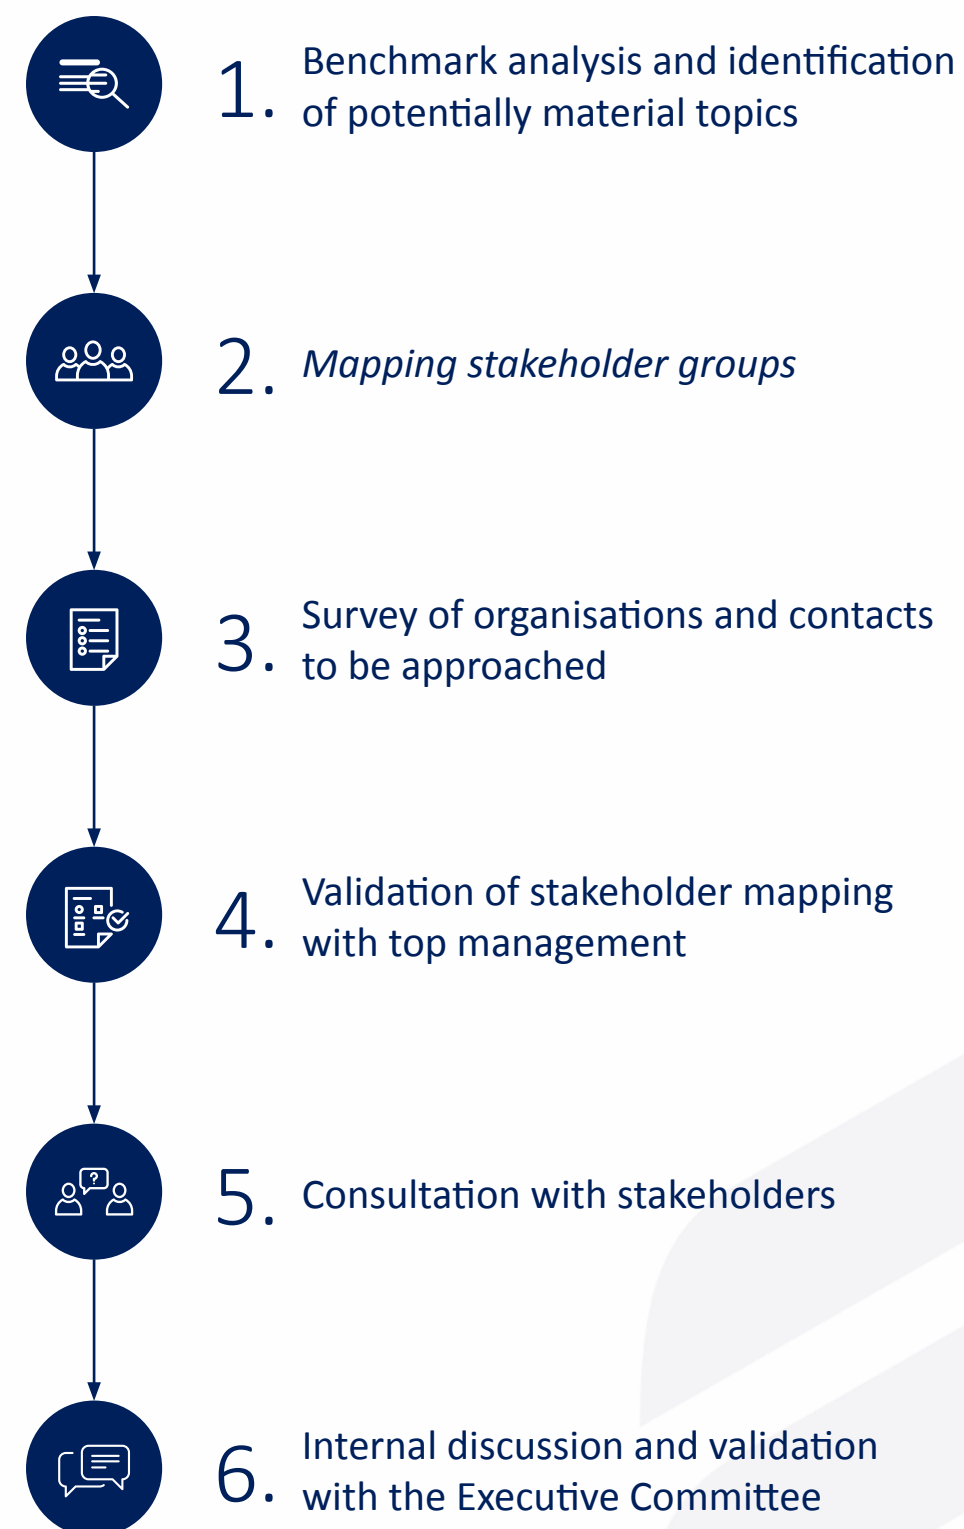 1. Benchmark analysis and identification
of potentially material topics
2. Mapping stakeholder groups
3. Survey of organisations and contacts
to be approached
4. Validation of stakeholder mapping
with top management
?
5. Consultation with stakeholders
6. Internal discussion and validation
with the Executive Committee